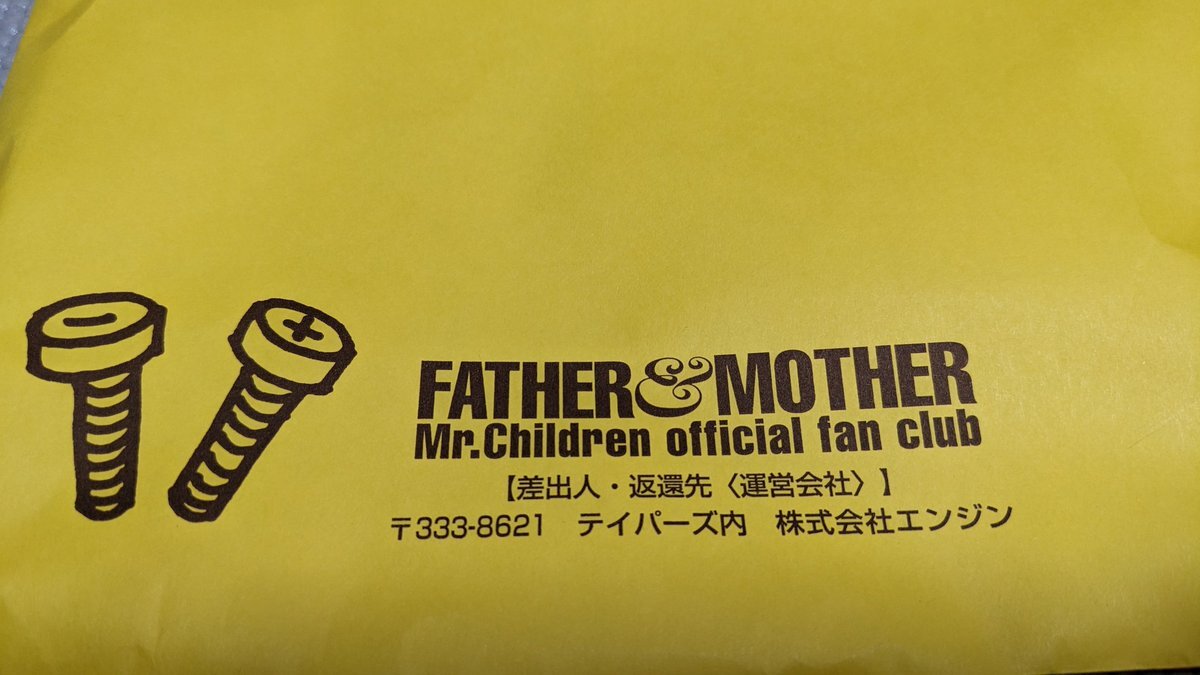 FATHER&MOTHER
Mr.Children official fan club
【差出人・返還先〈運営会社〉】
〒333-8621　テイパーズ内　株式会社エンジン